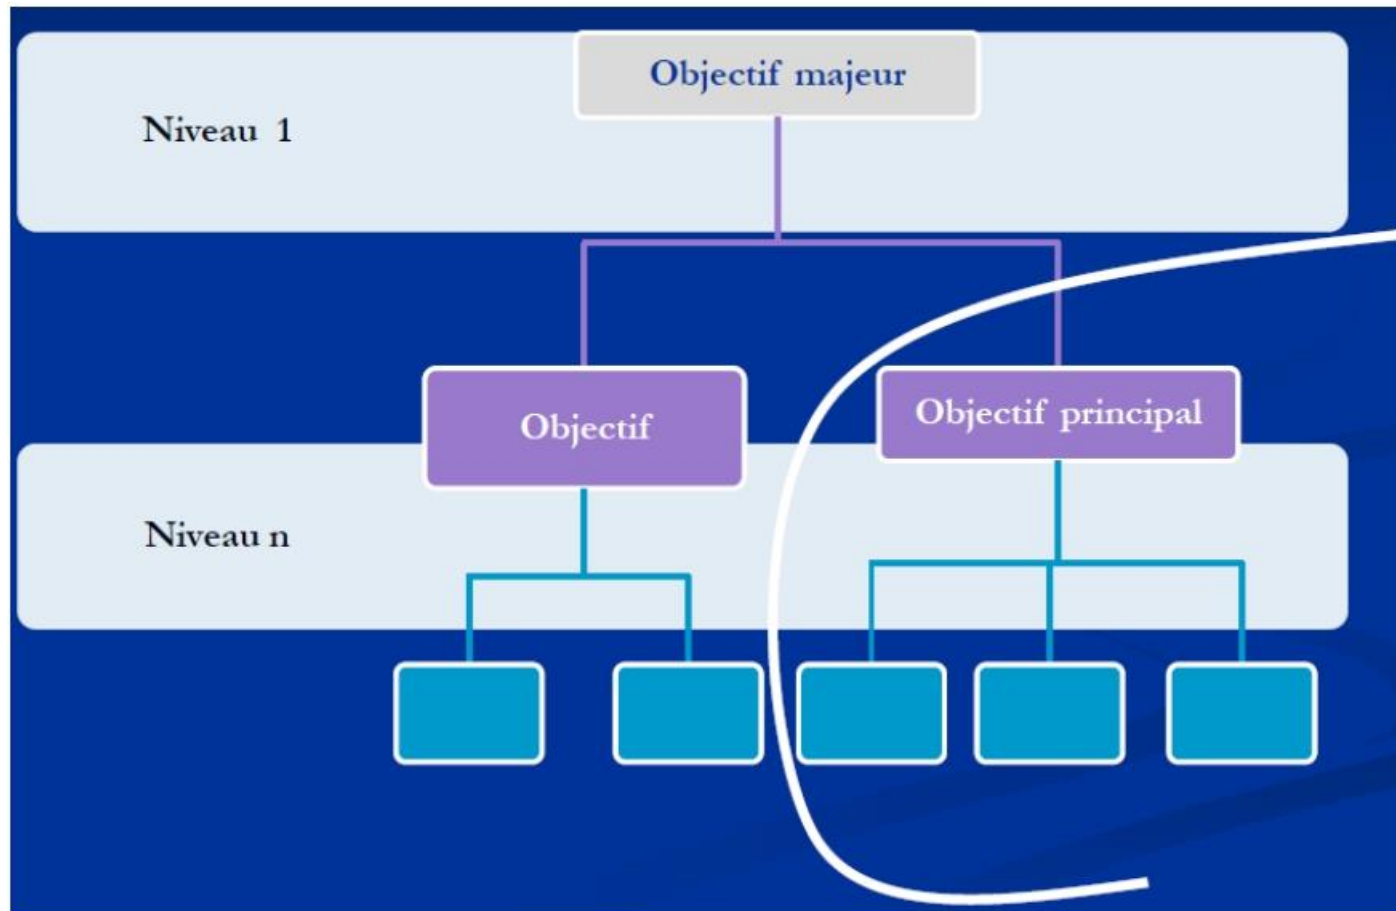 Objectif majeur
Niveau 1
Objectif
Objectif principal
Niveau n